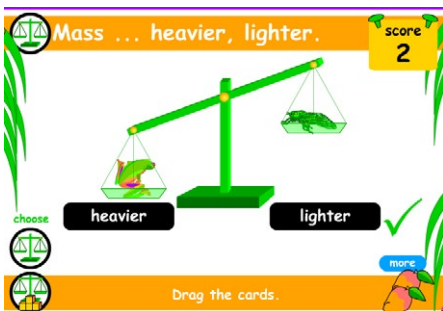 Mass ... heavier, lighter.
score
2
heavier
lighter
choose
more
Drag the cards.